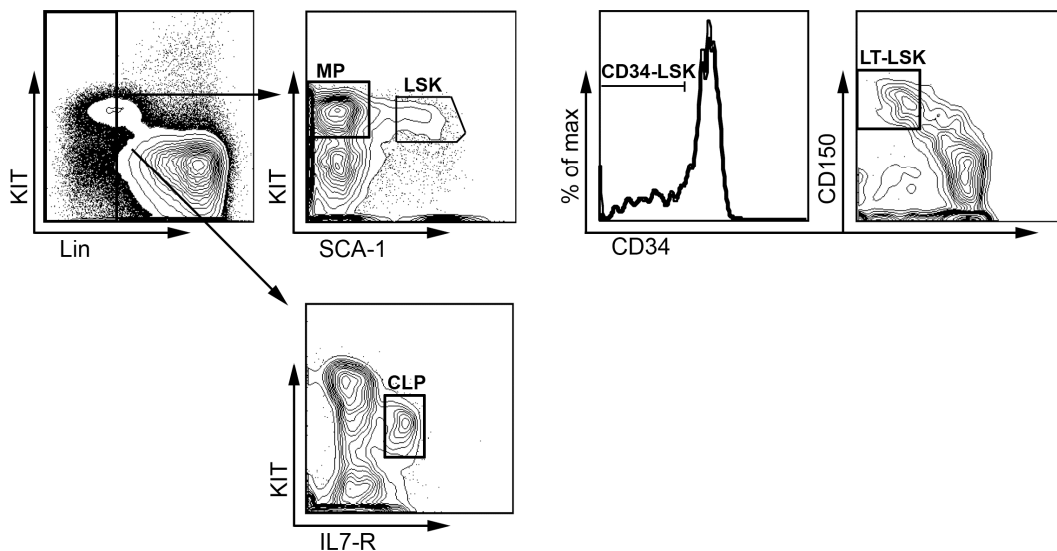 KIT
Lin
MP
LSK
KIT
SCA-1
CD34-LSK
% of max
CD34
LT-LSK
CD150
CLP
KIT
IL7-R